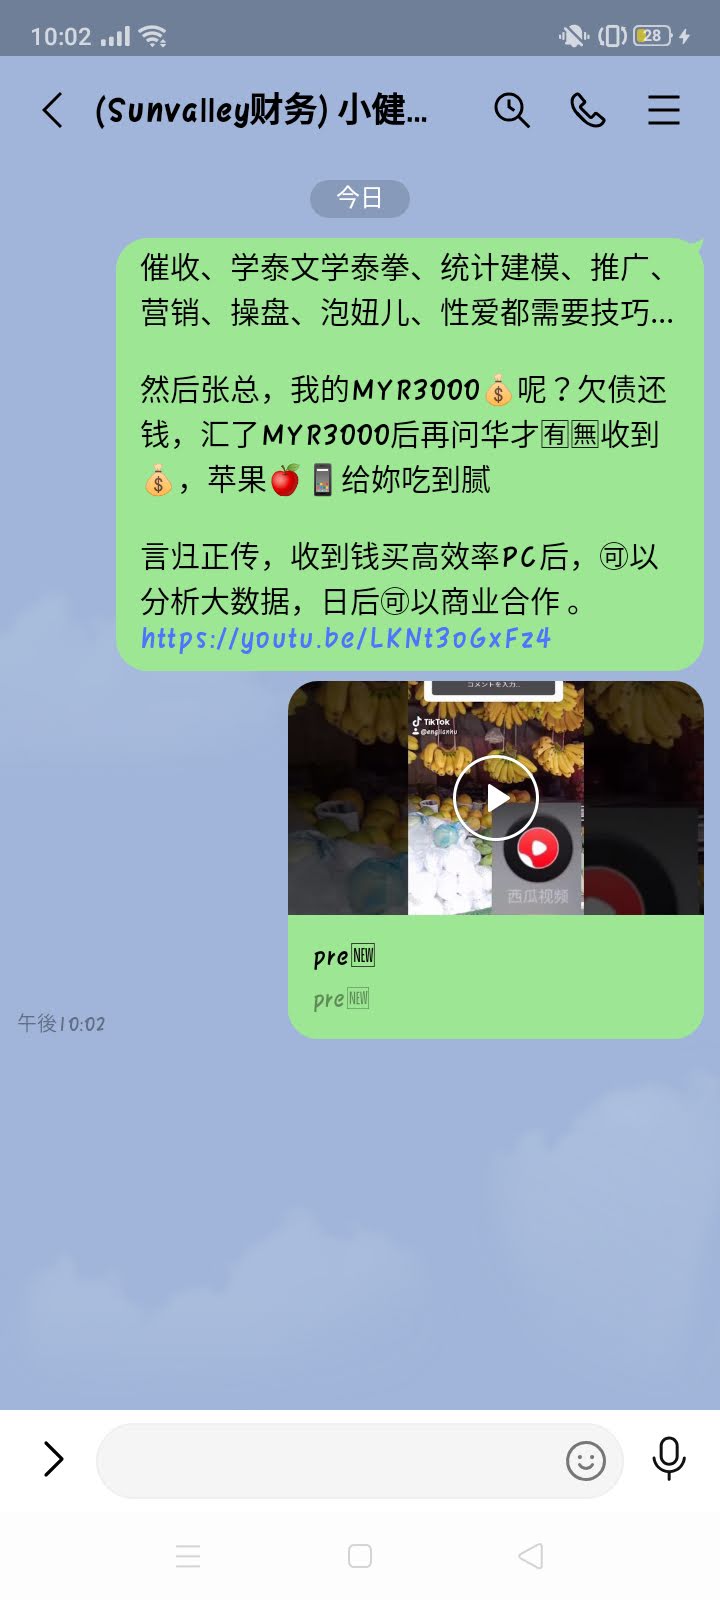 10:02
28
(Sunvalley财务) 小健...
今日
催收、学泰文学泰拳、统计建模、推广、
营销、操盘、泡妞儿、性爱都需要技巧...
然后张总，我的MYR3000💰呢？欠债还
钱，汇了MYR3000后再问华才🈶🈚收到
💰，苹果🍎📱给妳吃到腻
言归正传，收到钱买高效率PC后，🉑以
分析大数据，日后🉑以商业合作。
https://youtu.be/LKNt3oGxFz4
コメントを入力...
TikTok
@englianhu
西瓜视频
pre🆕
pre🆕
午後10:02